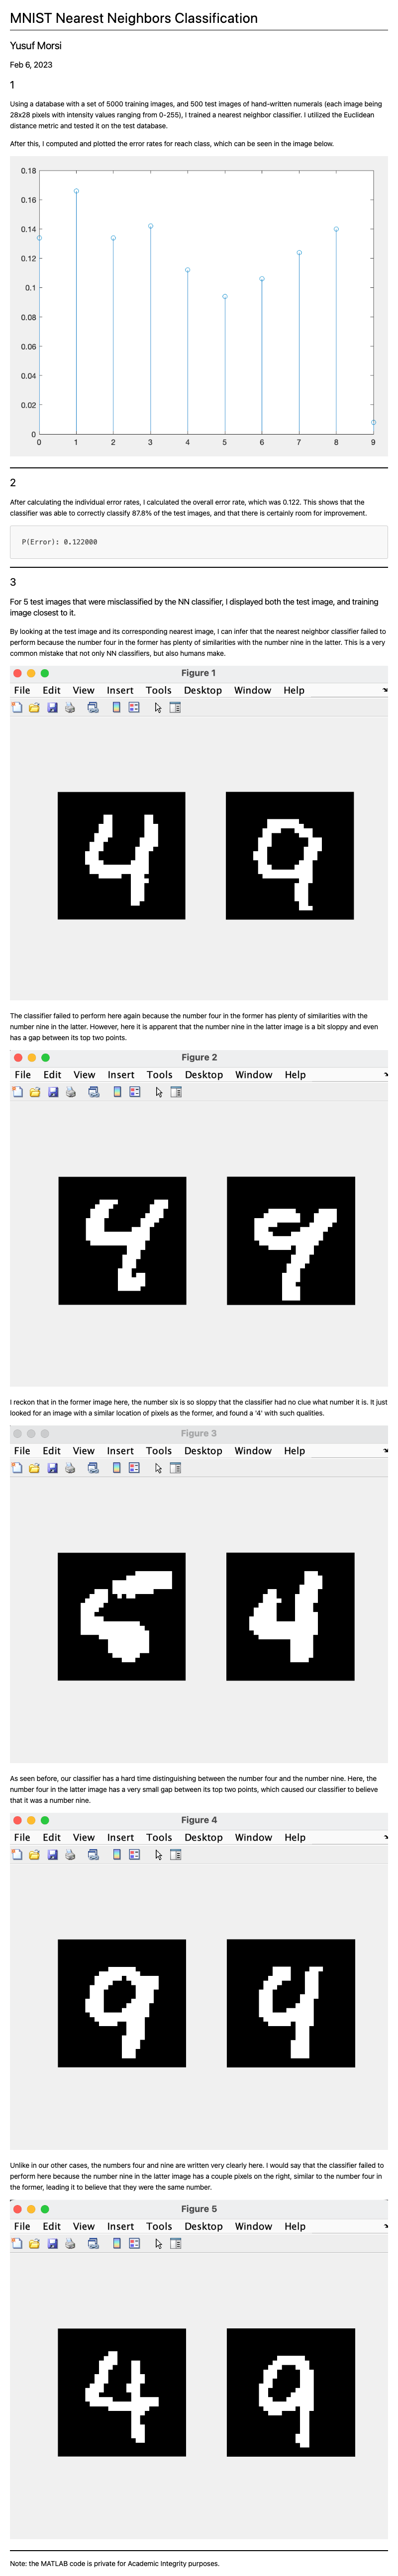 MNIST Nearest Neighbors Classification
Yusuf Morsi
Feb 6, 2023
1
Using a database with a set of 5000 training images, and 500 test images of hand-written numerals (each image being
28x28 pixels with intensity values ranging from 0-255), I trained a nearest neighbor classifier. I utilized the Euclidean
distance metric and tested it on the test database.
After this, I computed and plotted the error rates for reach class, which can be seen in the image below.
0.18
0.16
0.14
0.12
0.1
0.08
0.06
0.04
0.02
0
0 1 2 3 4 5 6 7 8 9
2
After calculating the individual error rates, I calculated the overall error rate, which was 0.122. This shows that the
classifier was able to correctly classify 87.8% of the test images, and that there is certainly room for improvement.
P(Error): 0.122000
3
For 5 test images that were misclassified by the NN classifier, I displayed both the test image, and training
image closest to it.
By looking at the test image and its corresponding nearest image, I can infer that the nearest neighbor classifier failed to
perform because the number four in the former has plenty of similarities with the number nine in the latter. This is a very
common mistake that not only NN classifiers, but also humans make.
Figure 1
File Edit View Insert Tools Desktop Window Help
4 9
The classifier failed to perform here again because the number four in the former has plenty of similarities with the
number nine in the latter. However, here it is apparent that the number nine in the latter image is a bit sloppy and even
has a gap between its top two points.
Figure 2
File Edit View Insert Tools Desktop Window Help
4 9
I reckon that in the former image here, the number six is so sloppy that the classifier had no clue what number it is. It just
looked for an image with a similar location of pixels as the former, and found a '4' with such qualities.
Figure 3
File Edit View Insert Tools Desktop Window Help
4
As seen before, our classifier has a hard time distinguishing between the number four and the number nine. Here, the
number four in the latter image has a very small gap between its top two points, which caused our classifier to believe
that it was a number nine.
Figure 4
File Edit View Insert Tools Desktop Window Help
9 4
Unlike in our other cases, the numbers four and nine are written very clearly here. I would say that the classifier failed to
perform here because the number nine in the latter image has a couple pixels on the right, similar to the number four in
the former, leading it to believe that they were the same number.
Figure 5
File Edit View Insert Tools Desktop Window Help
4 9
Note: the MATLAB code is private for Academic Integrity purposes.